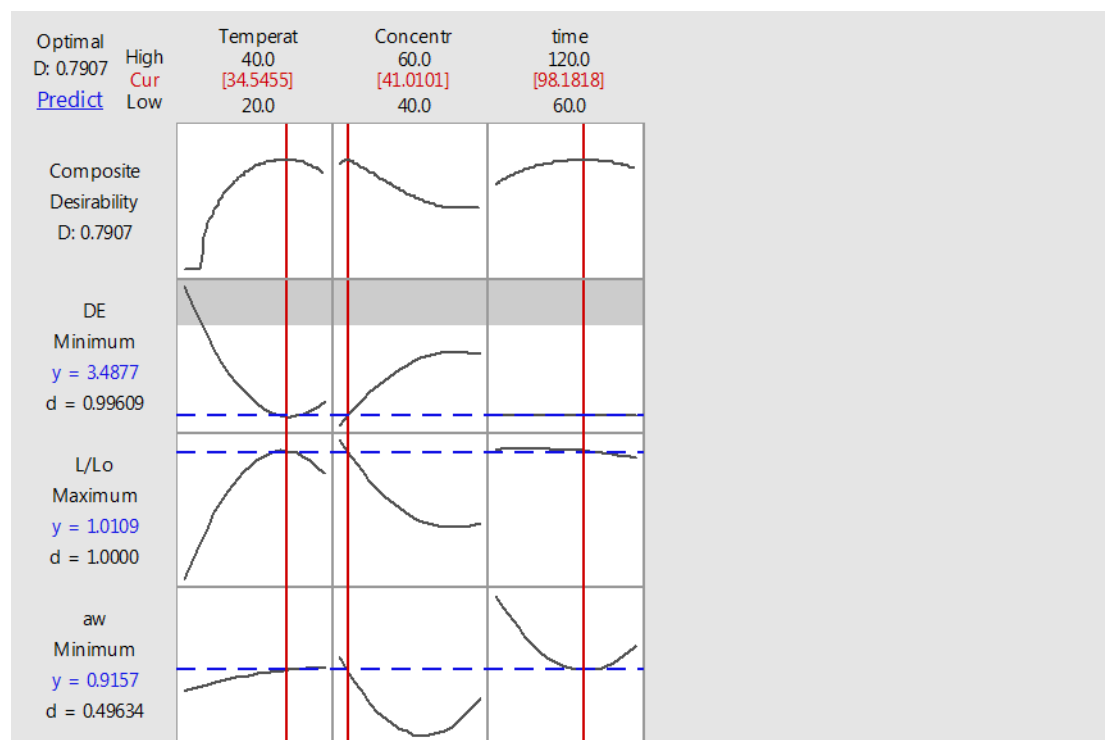 Optimal
D: 0.7907
Predict
High
Cur
Low
Temperat
40.0
[34.5455]
20.0
Concentr
60.0
[41.0101]
40.0
time
120.0
[98.1818]
60.0
Composite
Desirability
D: 0.7907
DE
Minimum
y = 3.4877
d = 0.99609
L/Lo
Maximum
y = 1.0109
d = 1.0000
aw
Minimum
y = 0.9157
d = 0.49634